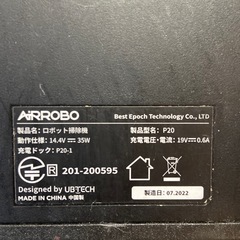 AIRROBO
Best Epoch Technology Co., LTD
製品名：ロボット掃除機
製品型名：P20
動作仕様：14.4V ⎓ 35W
充電電圧・電流：19V⎓0.6A
充電ドック：P20-1
R 201-200595
Designed by UBTECH
MADE IN CHINA 中国製
製造日：07.2022